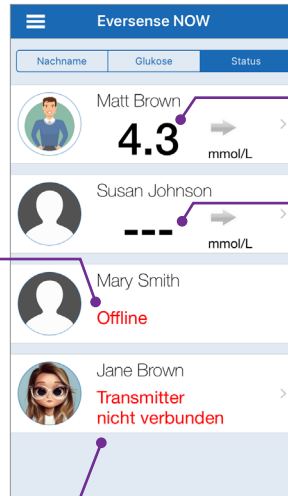 Eversense NOW
Nachname Glukose Status
Matt Brown
4.3
mmol/L
Susan Johnson
---
mmol/L
Mary Smith
Offline
Jane Brown
Transmitter
nicht verbunden